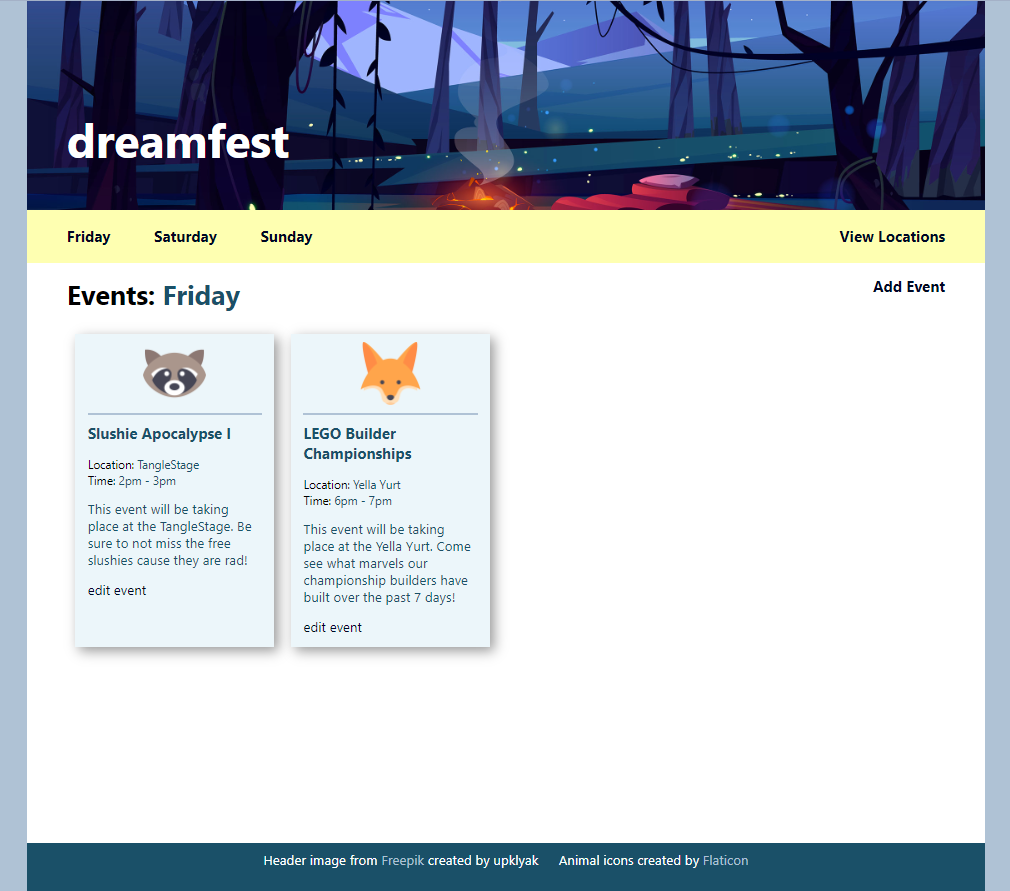 dreamfest
Friday Saturday Sunday View Locations
Events: Friday
Add Event
Slushie Apocalypse I
Location: TangleStage
Time: 2pm - 3pm
This event will be taking
place at the TangleStage. Be
sure to not miss the free
slushies cause they are rad!
edit event
LEGO Builder
Championships
Location: Yella Yurt
Time: 6pm - 7pm
This event will be taking
place at the Yella Yurt. Come
see what marvels our
championship builders have
built over the past 7 days!
edit event
Header image from Freepik created by upklyak Animal icons created by Flaticon